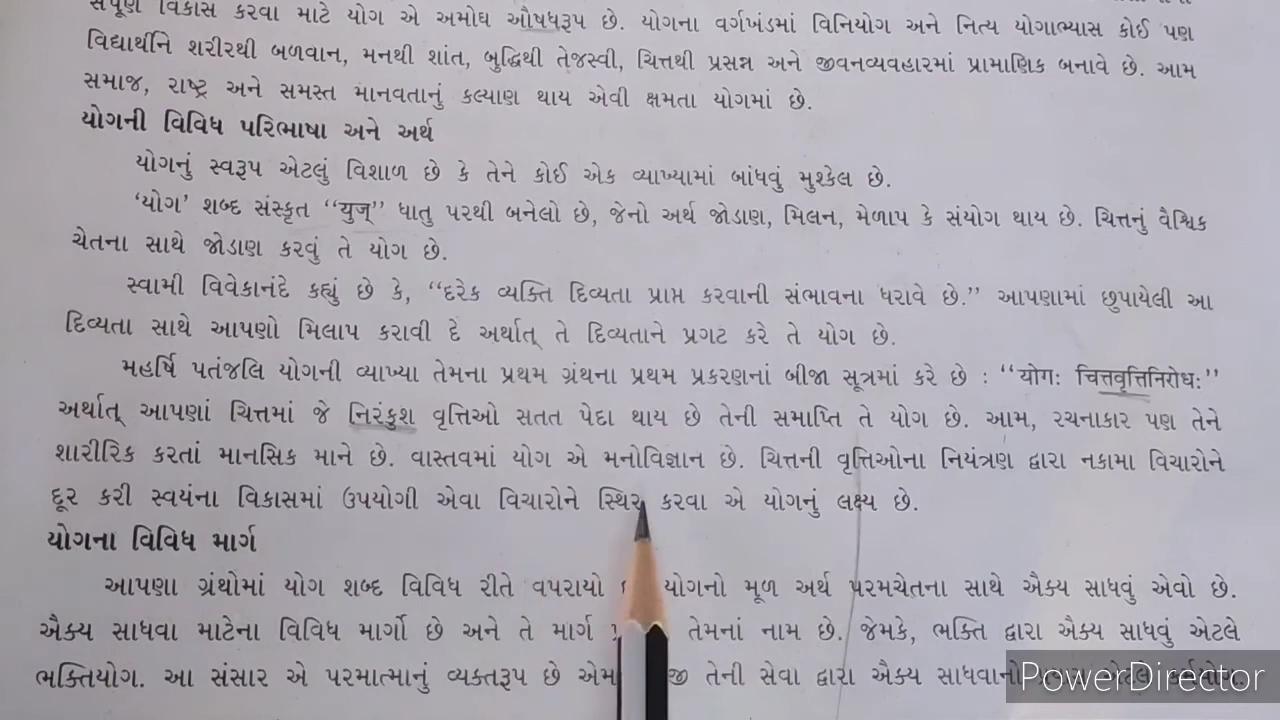 સંપૂર્ણ વિકાસ કરવા માટે યોગ એ અમોઘ ઔષધરૂપ છે. યોગના વર્ગખંડમાં વિનિયોગ અને નિત્ય યોગાભ્યાસ કોઈ પણ
વિદ્યાર્થીને શરીરથી બળવાન, મનથી શાંત, બુદ્ધિથી તેજસ્વી, ચિત્તથી પ્રસન્ન અને જીવનવ્યવહારમાં પ્રામાણિક બનાવે છે. આમ
સમાજ, રાષ્ટ્ર અને સમસ્ત માનવતાનું કલ્યાણ થાય એવી ક્ષમતા યોગમાં છે.
યોગની વિવિધ પરિભાષા અને અર્થ
યોગનું સ્વરૂપ એટલું વિશાળ છે કે તેને કોઈ એક વ્યાખ્યામાં બાંધવું મુશ્કેલ છે.
‘યોગ’ શબ્દ સંસ્કૃત ‘‘युज्’’ ધાતુ પરથી બનેલો છે, જેનો અર્થ જોડાણ, મિલન, મેળાપ કે સંયોગ થાય છે. ચિત્તનું વૈશ્વિક
ચેતના સાથે જોડાણ કરવું તે યોગ છે.
સ્વામી વિવેકાનંદે કહ્યું છે કે, ‘‘દરેક વ્યક્તિ દિવ્યતા પ્રાપ્ત કરવાની સંભાવના ધરાવે છે.’’ આપણામાં છુપાયેલી આ
દિવ્યતા સાથે આપણો મિલાપ કરાવી દે અર્થાત્ તે દિવ્યતાને પ્રગટ કરે તે યોગ છે.
મહર્ષિ પતંજલિ યોગની વ્યાખ્યા તેમના પ્રથમ ગ્રંથના પ્રથમ પ્રકરણનાં બીજા સૂત્રમાં કરે છે : ‘‘યોગઃ ચિત્તવૃત્તિનિરોધઃ’’
અર્થાત્ આપણાં ચિત્તમાં જે નિરંકુશ વૃત્તિઓ સતત પેદા થાય છે તેની સમાપ્તિ તે યોગ છે. આમ, રચનાકાર પણ તેને
શારીરિક કરતાં માનસિક માને છે. વાસ્તવમાં યોગ એ મનોવિજ્ઞાન છે. ચિત્તની વૃત્તિઓના નિયંત્રણ દ્વારા નકામા વિચારોને
દૂર કરી સ્વયંના વિકાસમાં ઉપયોગી એવા વિચારોને સ્થિર કરવા એ યોગનું લક્ષ્ય છે.
યોગના વિવિધ માર્ગ
આપણા ગ્રંથોમાં યોગ શબ્દ વિવિધ રીતે વપરાયો યોગનો મૂળ અર્થ પરમચેતના સાથે ઐક્ય સાધવું એવો છે.
ઐક્ય સાધવા માટેના વિવિધ માર્ગો છે અને તે માર્ગ તેમનાં નામ છે. જેમકે, ભક્તિ દ્વારા ઐક્ય સાધવું એટલે
ભક્તિયોગ. આ સંસાર એ પરમાત્માનું વ્યક્તરૂપ છે એમ તેની સેવા દ્વારા ઐક્ય સાધવાનો
PowerDirector